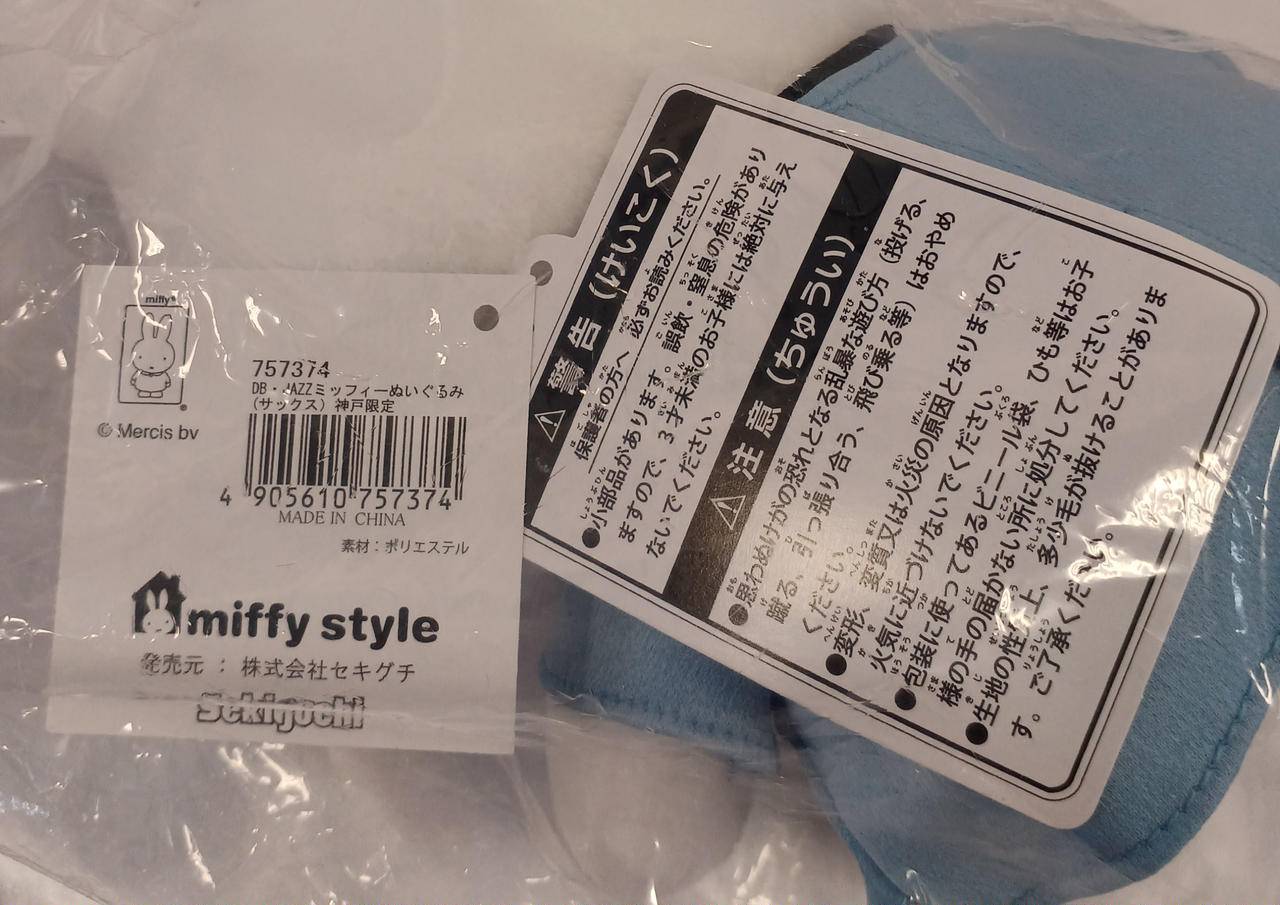 miffy
© Mercis bv
757374
DB・JAZZミッフィーぬいぐるみ
（サックス）神戸限定
4 905610 757374
MADE IN CHINA
素材：ポリエステル
miffy style
発売元 ： 株式会社セキグチ
Sekiguchi
警告（けいこく）
保護者の方へ 必ずお読みください。
●小部品があります。誤飲・窒息の危険があり
ますので、3才未満のお子様には絶対に与え
ないでください。
注意（ちゅうい）
●思わぬけがの恐れとなる乱暴な遊び方（投げる、
蹴る、引っ張り合う、飛び乗る等）はおやめ
ください。
●変形、変質又は火災の原因となりますので、
火気に近づけないでください。
●包装に使ってあるビニール袋、ひも等はお子
様の手の届かない所に処分してください。
●生地の性質上、多少毛が抜けることがありま
す。ご了承ください。